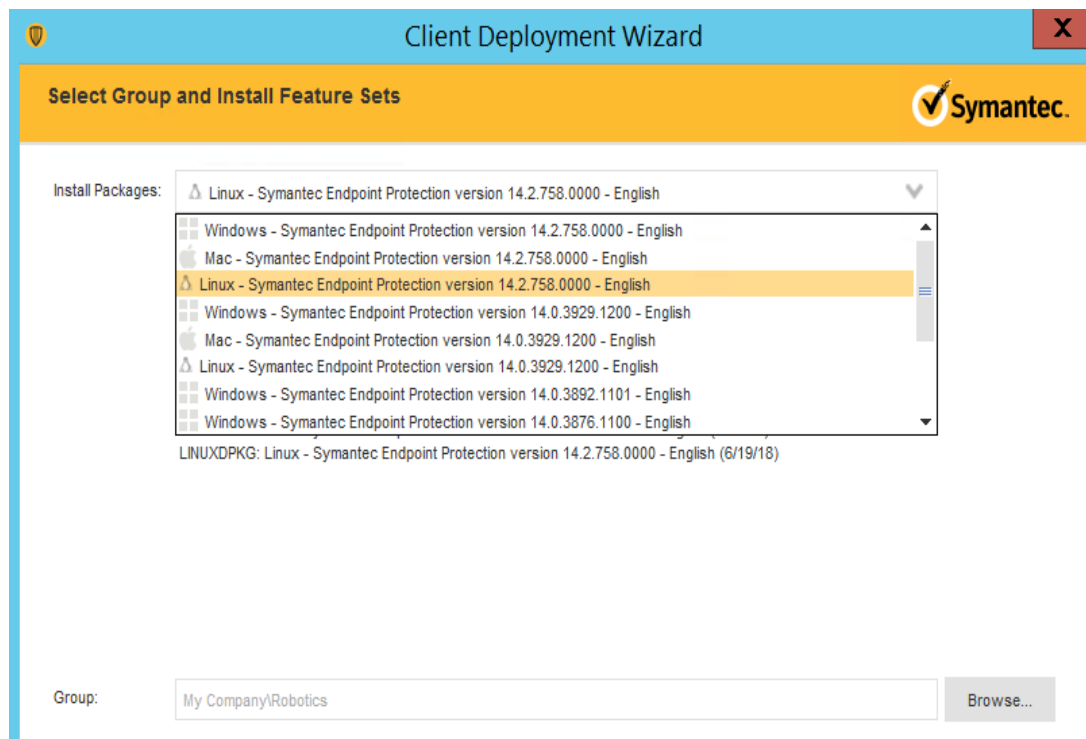 Client Deployment Wizard
X
Select Group and Install Feature Sets
Symantec.
Install Packages:
Linux - Symantec Endpoint Protection version 14.2.758.0000 - English
Windows - Symantec Endpoint Protection version 14.2.758.0000 - English
Mac - Symantec Endpoint Protection version 14.2.758.0000 - English
Linux - Symantec Endpoint Protection version 14.2.758.0000 - English
Windows - Symantec Endpoint Protection version 14.0.3929.1200 - English
Mac - Symantec Endpoint Protection version 14.0.3929.1200 - English
Linux - Symantec Endpoint Protection version 14.0.3929.1200 - English
Windows - Symantec Endpoint Protection version 14.0.3892.1101 - English
Windows - Symantec Endpoint Protection version 14.0.3876.1100 - English
LINUXDPKG: Linux - Symantec Endpoint Protection version 14.2.758.0000 - English (6/19/18)
Group:
My Company\Robotics
Browse...